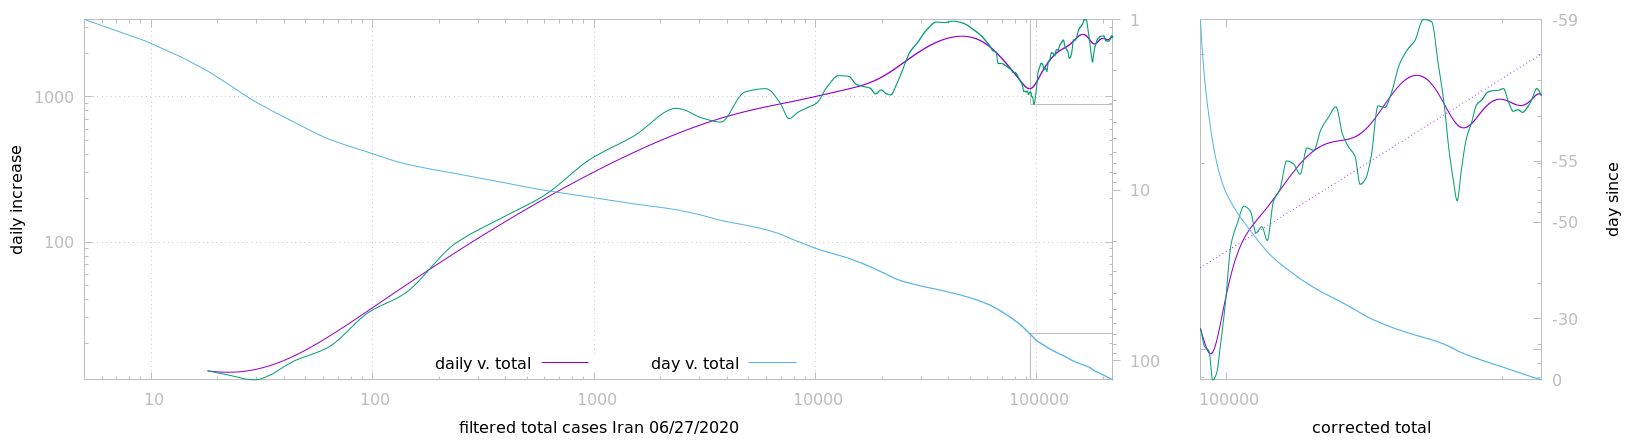 1000
100
daily increase
10
100
1000
10000
100000
filtered total cases Iran 06/27/2020
daily v. total
day v. total
1
10
100
100000
corrected total
-59
-55
-50
-30
0
day since